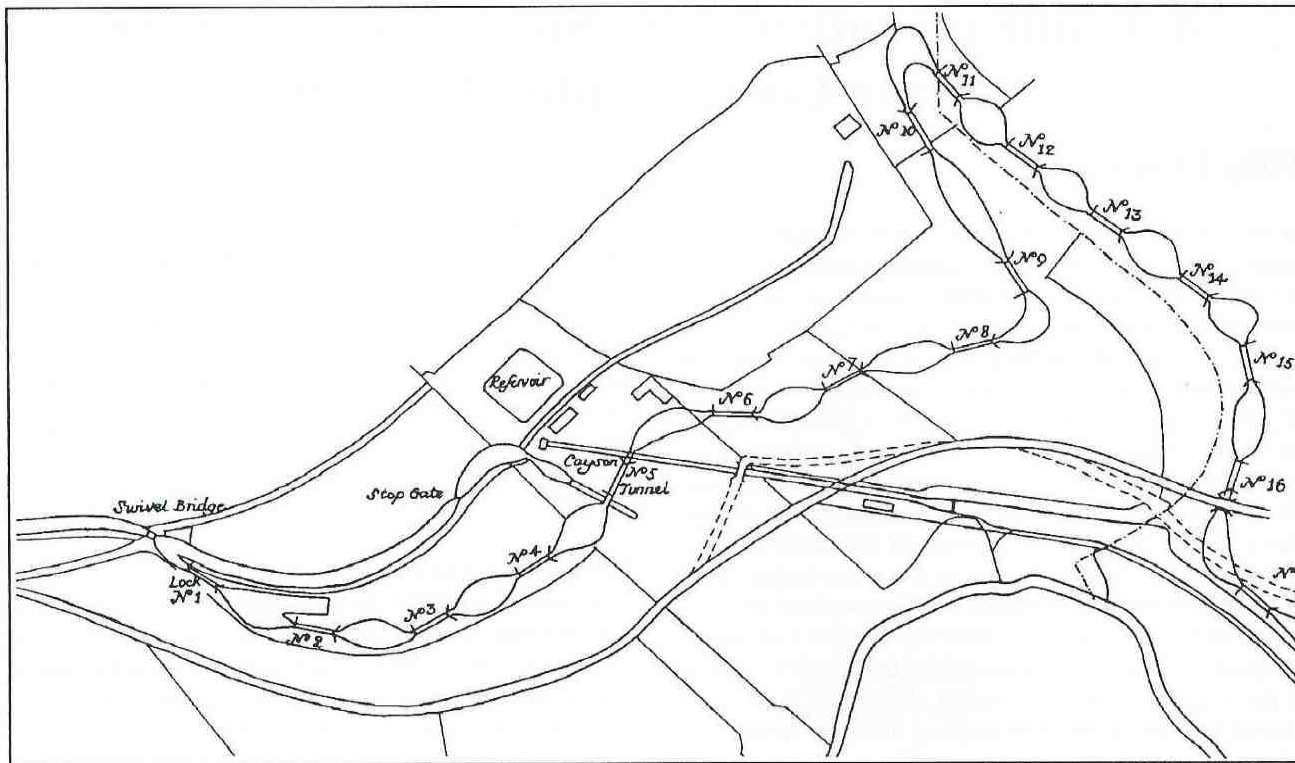 Nº 11
Nº 10
Nº 12
Nº 13
Nº 9
Nº 14
Nº 8
Nº 15
Nº 7
Refervoir
Nº 6
Cayson
Nº 5
Tunnel
Nº 16
Stop Gate
Swivel Bridge
Nº 4
Lock
Nº 1
Nº
Nº 3
Nº 2